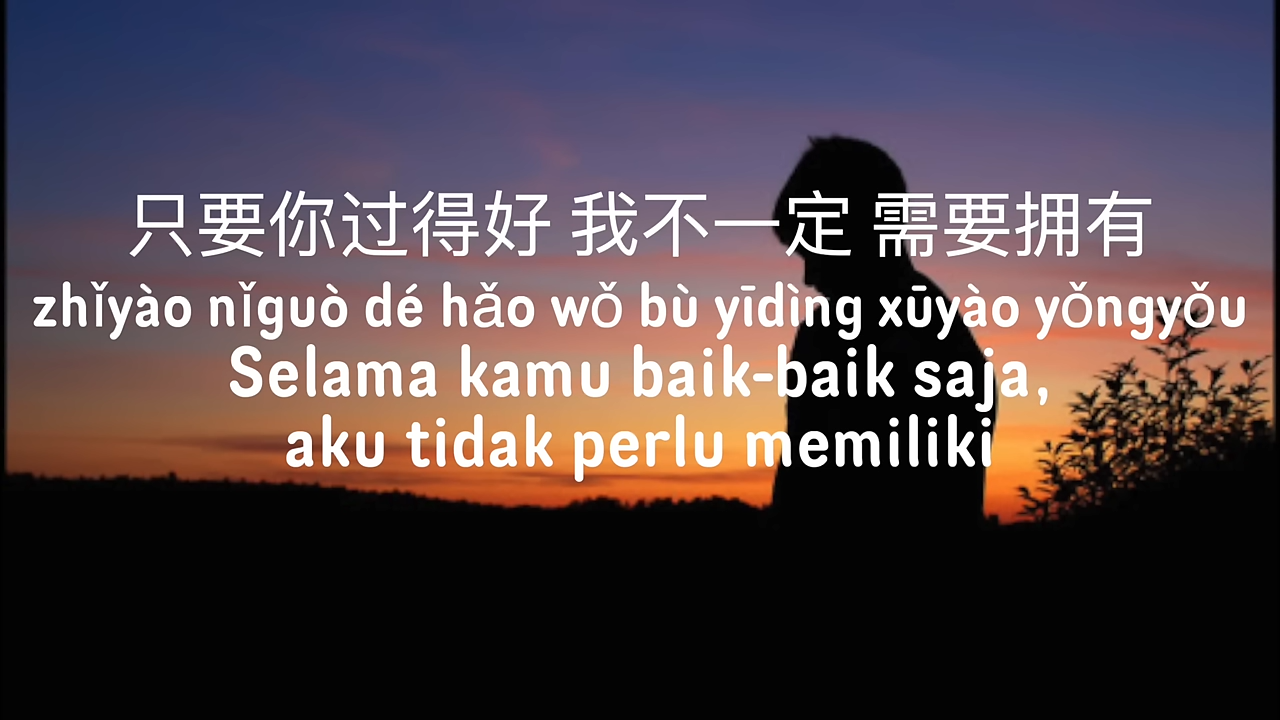 只要你过得好 我不一定 需要拥有
zhǐyào nǐguò dé hǎo wǒ bù yīdìng xūyào yǒngyǒu
Selama kamu baik-baik saja,
aku tidak perlu memiliki